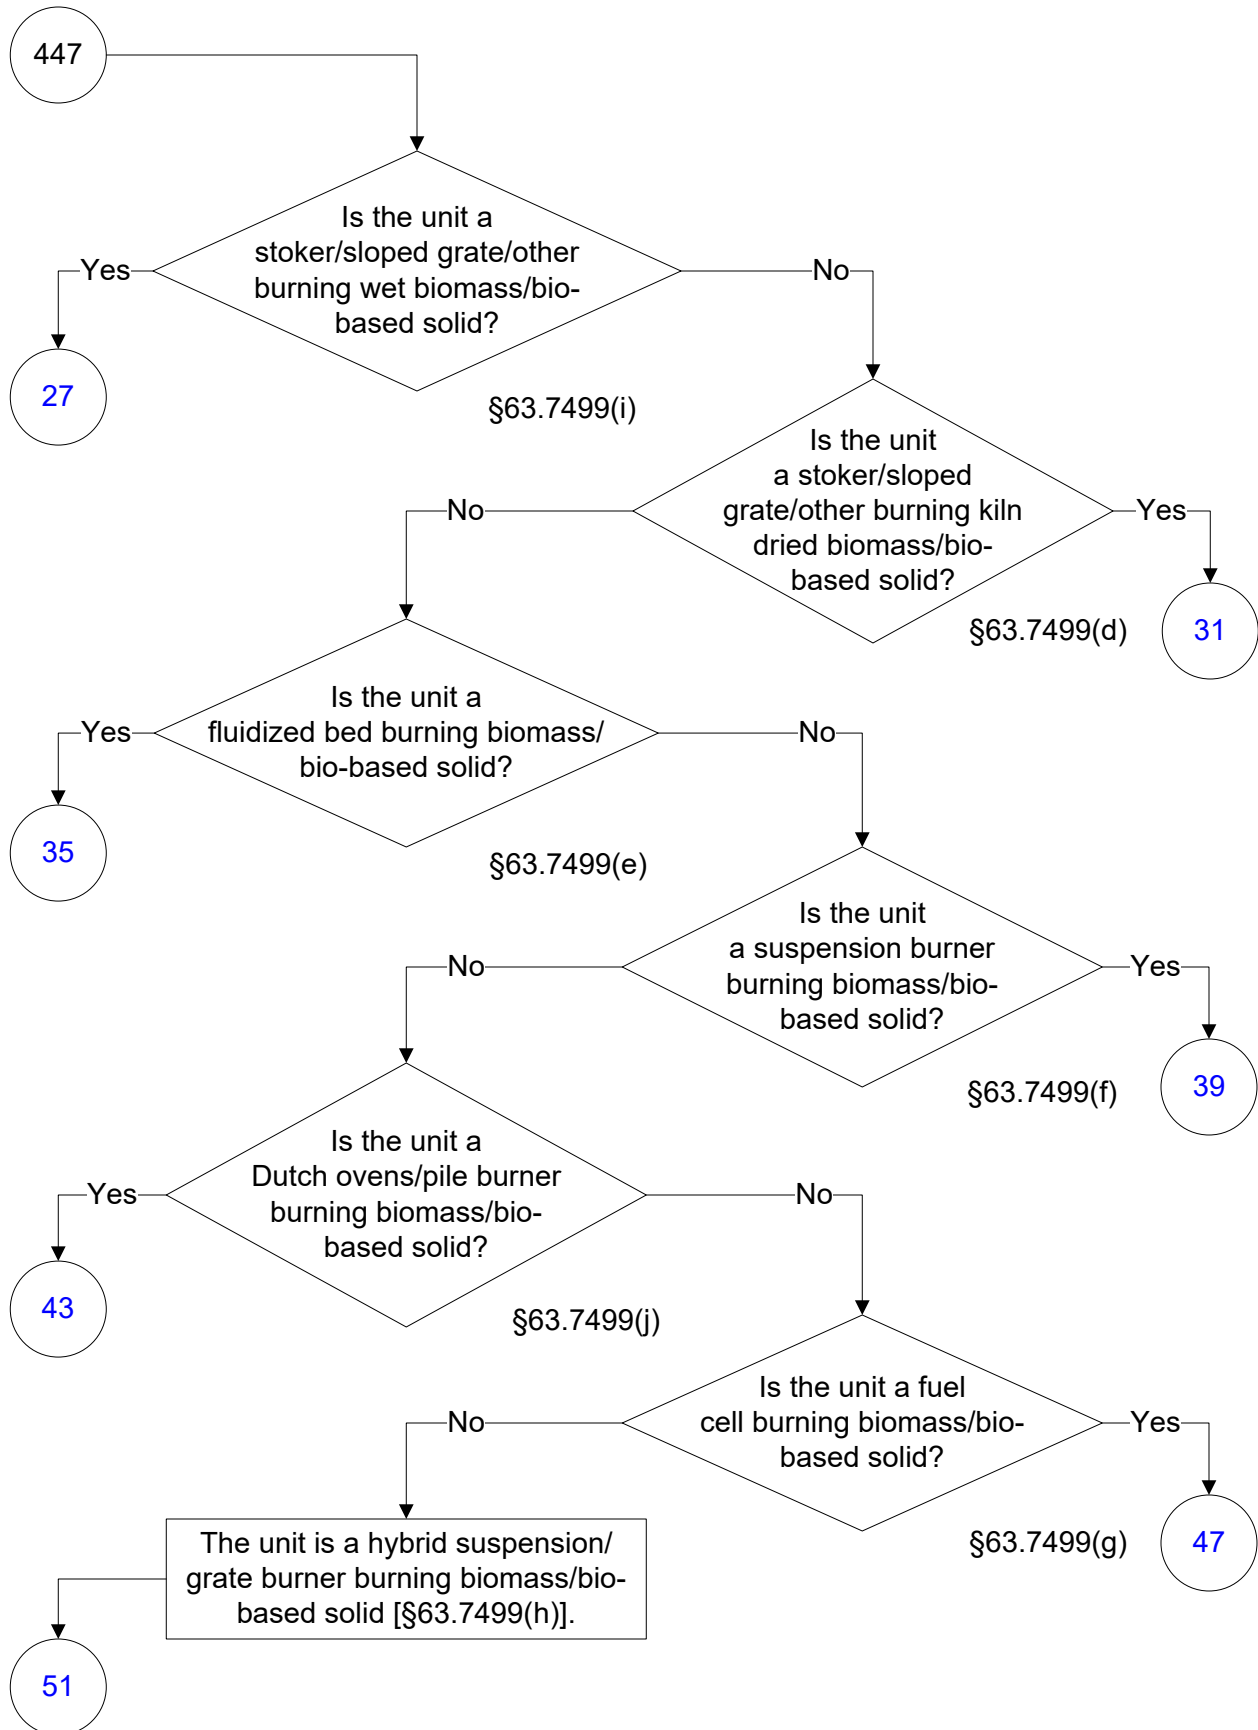 447
Is the unit a
stoker/sloped grate/other
burning wet biomass/bio-
based solid?
Yes
No
27
§63.7499(i)
Is the unit
a stoker/sloped
grate/other burning kiln
dried biomass/bio-
based solid?
No
Yes
§63.7499(d)
31
Is the unit a
fluidized bed burning biomass/
bio-based solid?
Yes
No
35
§63.7499(e)
Is the unit
a suspension burner
burning biomass/bio-
based solid?
No
Yes
§63.7499(f)
39
Is the unit a
Dutch ovens/pile burner
burning biomass/bio-
based solid?
Yes
No
43
§63.7499(j)
Is the unit a fuel
cell burning biomass/bio-
based solid?
No
Yes
§63.7499(g)
47
The unit is a hybrid suspension/
grate burner burning biomass/bio-
based solid [§63.7499(h)].
51